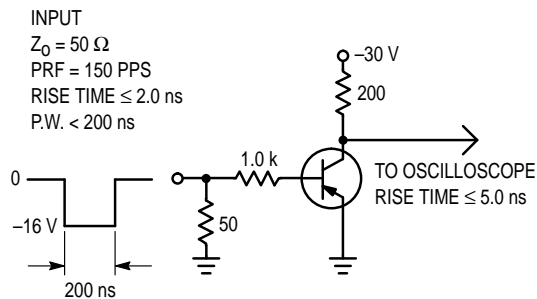 INPUT
Zo = 50 Ω
PRF = 150 PPS
RISE TIME ≤ 2.0 ns
P.W. < 200 ns
–30 V
200
1.0 k
TO OSCILLOSCOPE
RISE TIME ≤ 5.0 ns
0
50
–16 V
200 ns